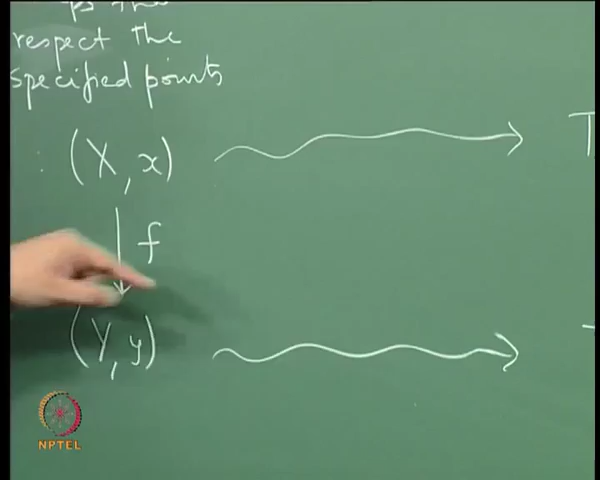 respect the
specified points
(X, x)
f
(Y, y)
NPTEL